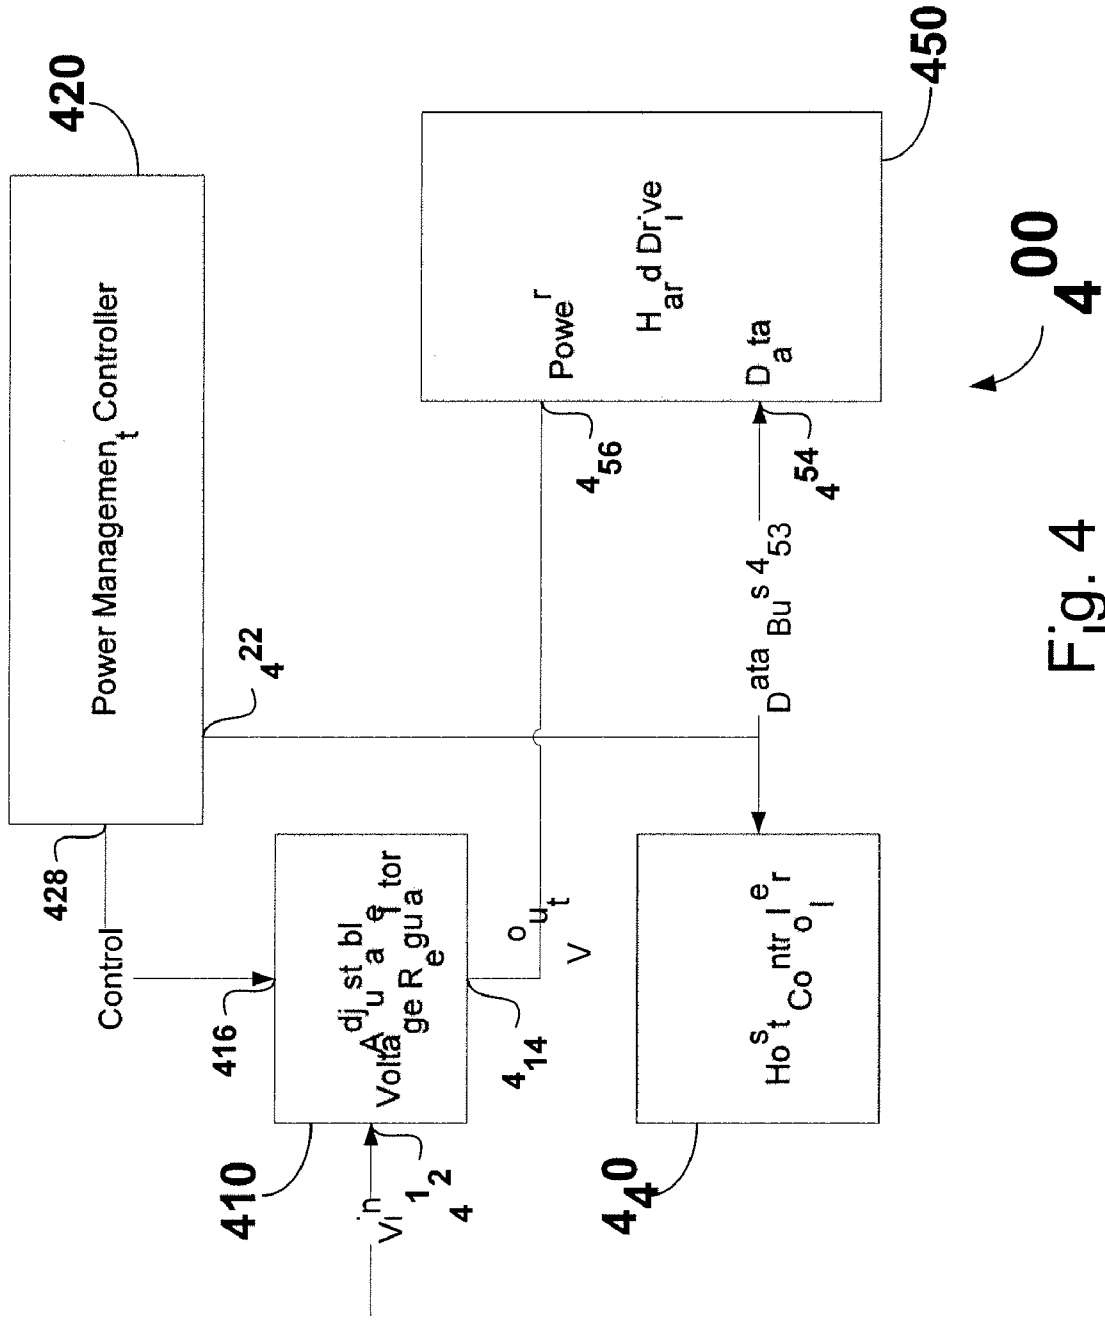 420
Power Management Controller
428
422
Control
416
410
Adjustable
Voltage Regulator
Vin
412
414
Vout
450
Power
456
Hard Drive
Data
454
Data Bus 453
440
Host Controller
400
Fig. 4